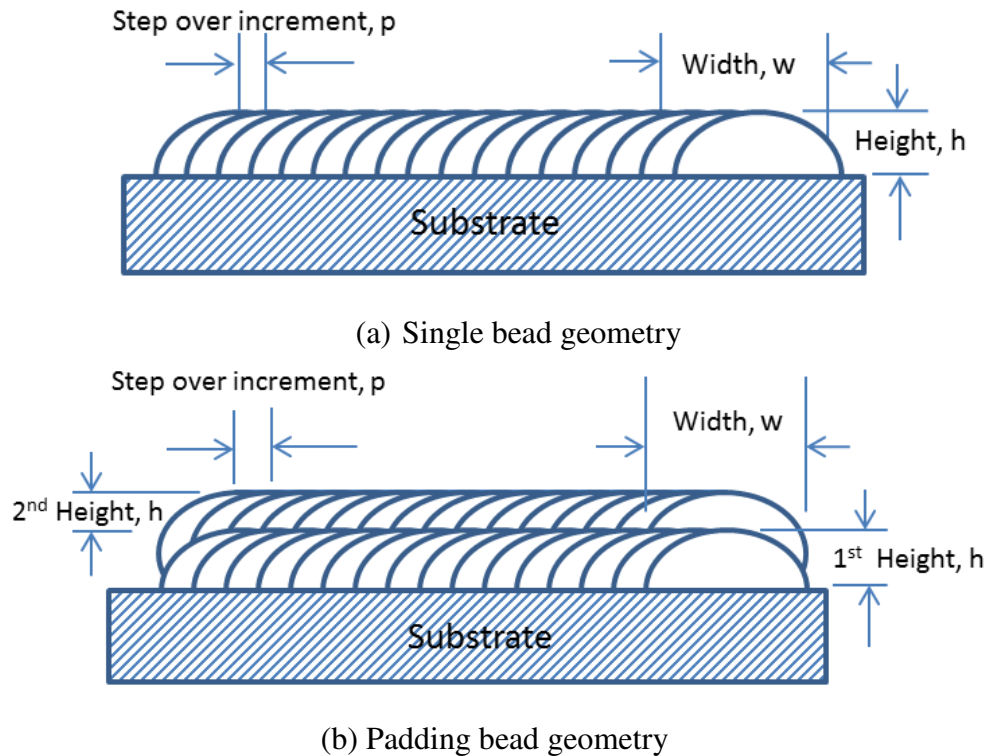 Step over increment, p
Width, w
Height, h
Substrate
(a) Single bead geometry
Step over increment, p
Width, w
2nd Height, h
1st Height, h
Substrate
(b) Padding bead geometry